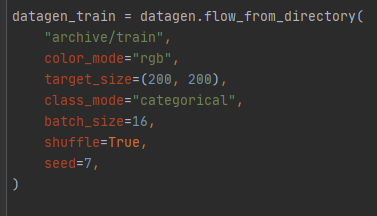 datagen_train = datagen.flow_from_directory(
    "archive/train",
    color_mode="rgb",
    target_size=(200, 200),
    class_mode="categorical",
    batch_size=16,
    shuffle=True,
    seed=7,
)